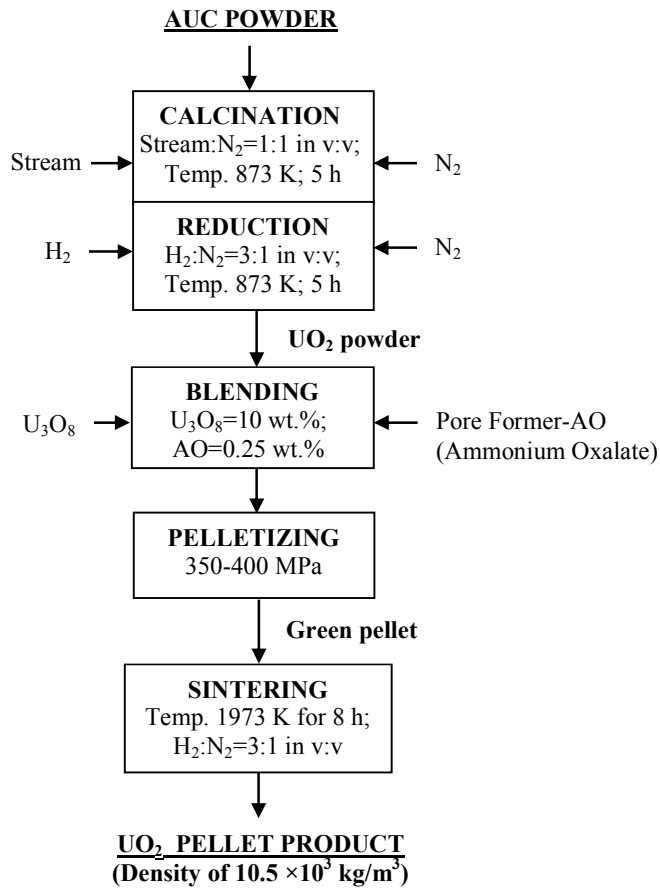 AUC POWDER
CALCINATION
Stream:N₂=1:1 in v:v;
Temp. 873 K; 5 h
Stream
N₂
REDUCTION
H₂:N₂=3:1 in v:v;
Temp. 873 K; 5 h
H₂
N₂
UO₂ powder
BLENDING
U₃O₈=10 wt.%;
AO=0.25 wt.%
U₃O₈
Pore Former-AO
(Ammonium Oxalate)
PELLETIZING
350-400 MPa
Green pellet
SINTERING
Temp. 1973 K for 8 h;
H₂:N₂=3:1 in v:v
UO₂ PELLET PRODUCT
(Density of 10.5 ×10³ kg/m³)